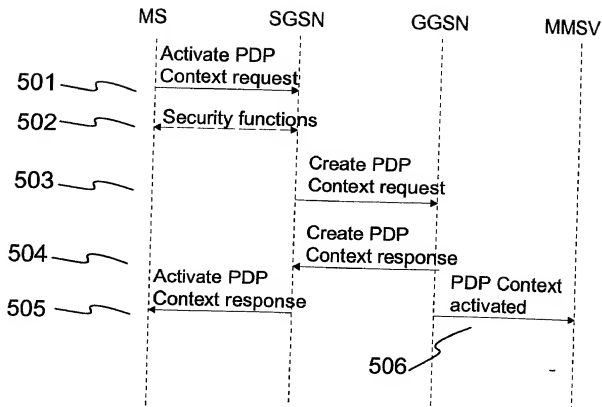 MS SGSN GGSN MMSV
Activate PDP
Context request
501
502
Security functions
503
Create PDP
Context request
504
Create PDP
Context response
505
Activate PDP
Context response
PDP Context
activated
506